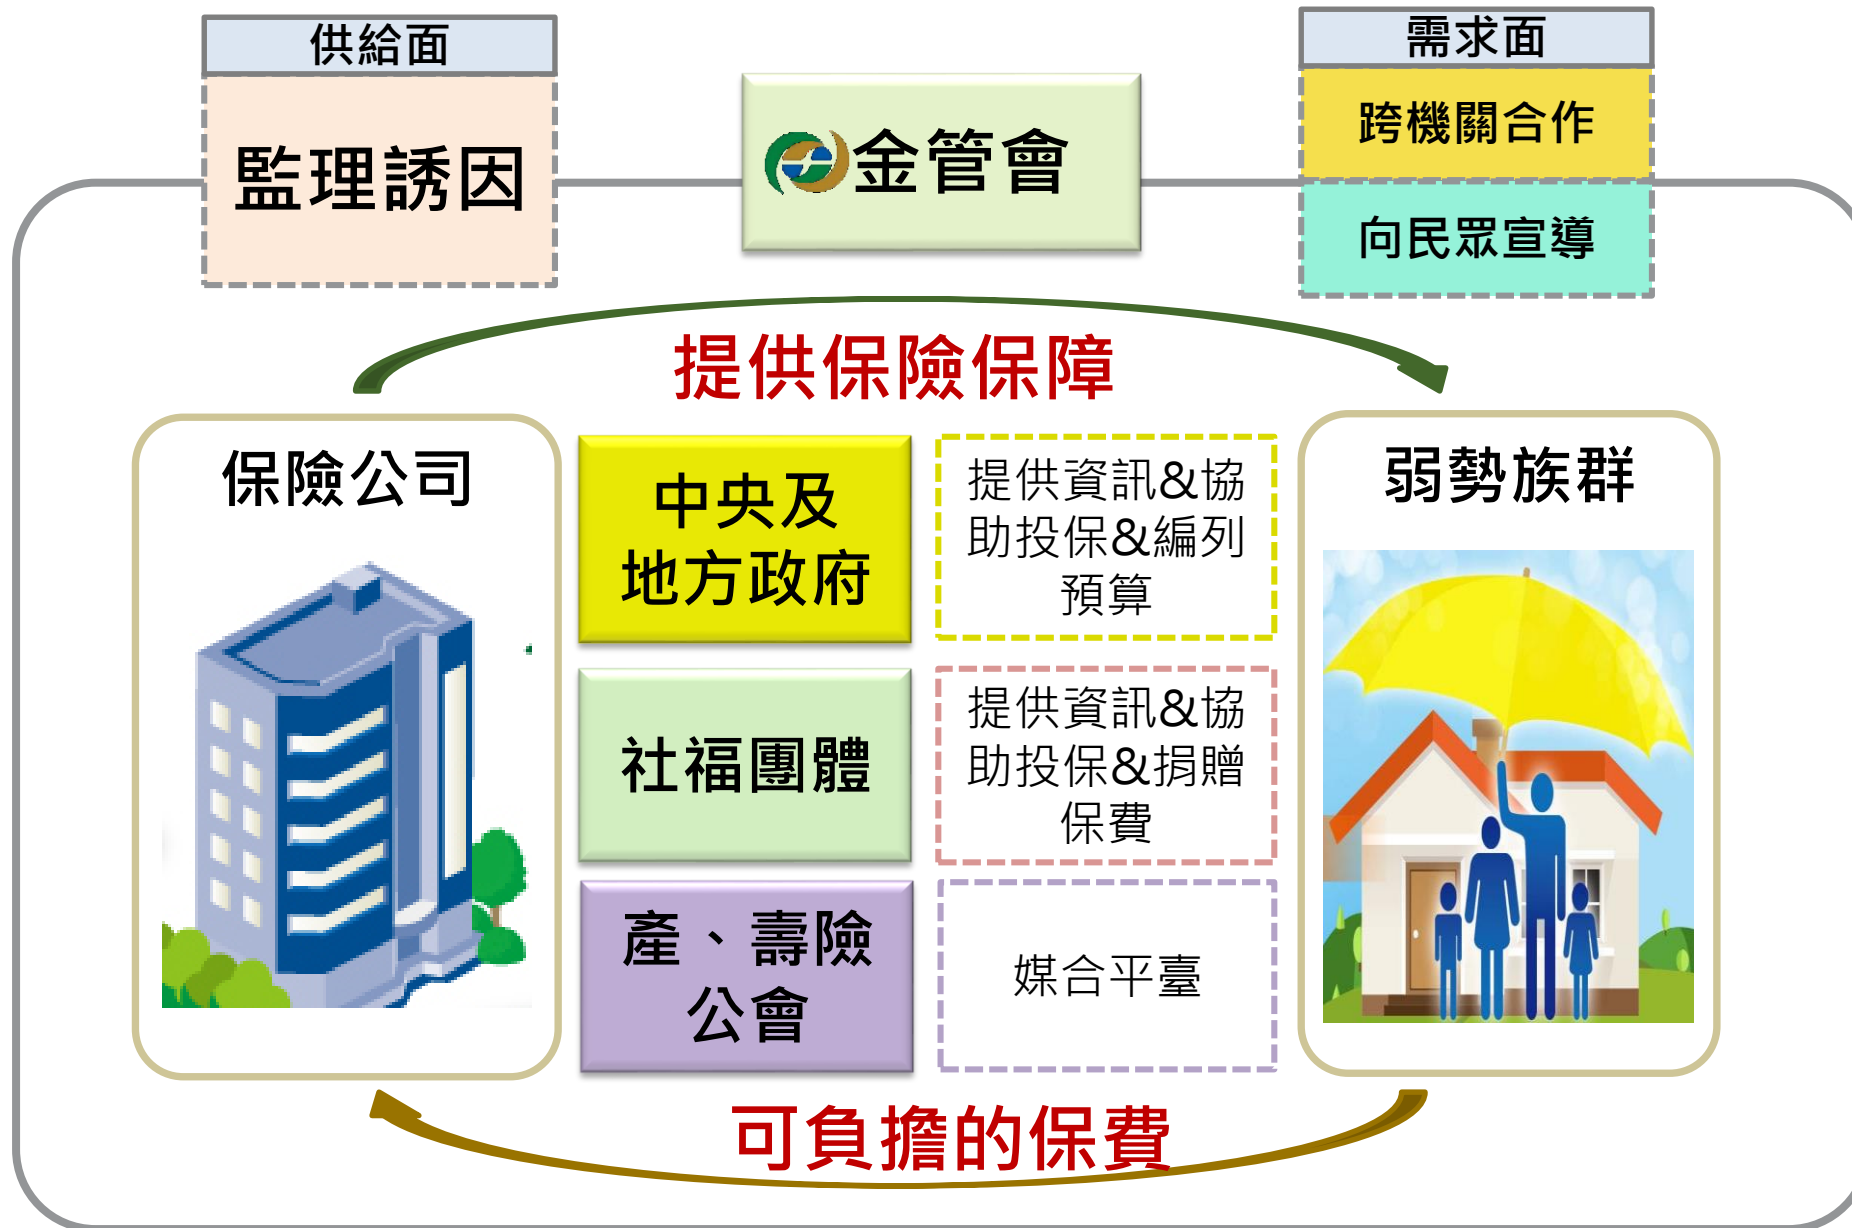 供給面
監理誘因
金管會
需求面
跨機關合作
向民眾宣導
提供保險保障
保險公司
中央及
地方政府
提供資訊&協
助投保&編列
預算
社福團體
提供資訊&協
助投保&捐贈
保費
產、壽險
公會
媒合平臺
弱勢族群
可負擔的保費